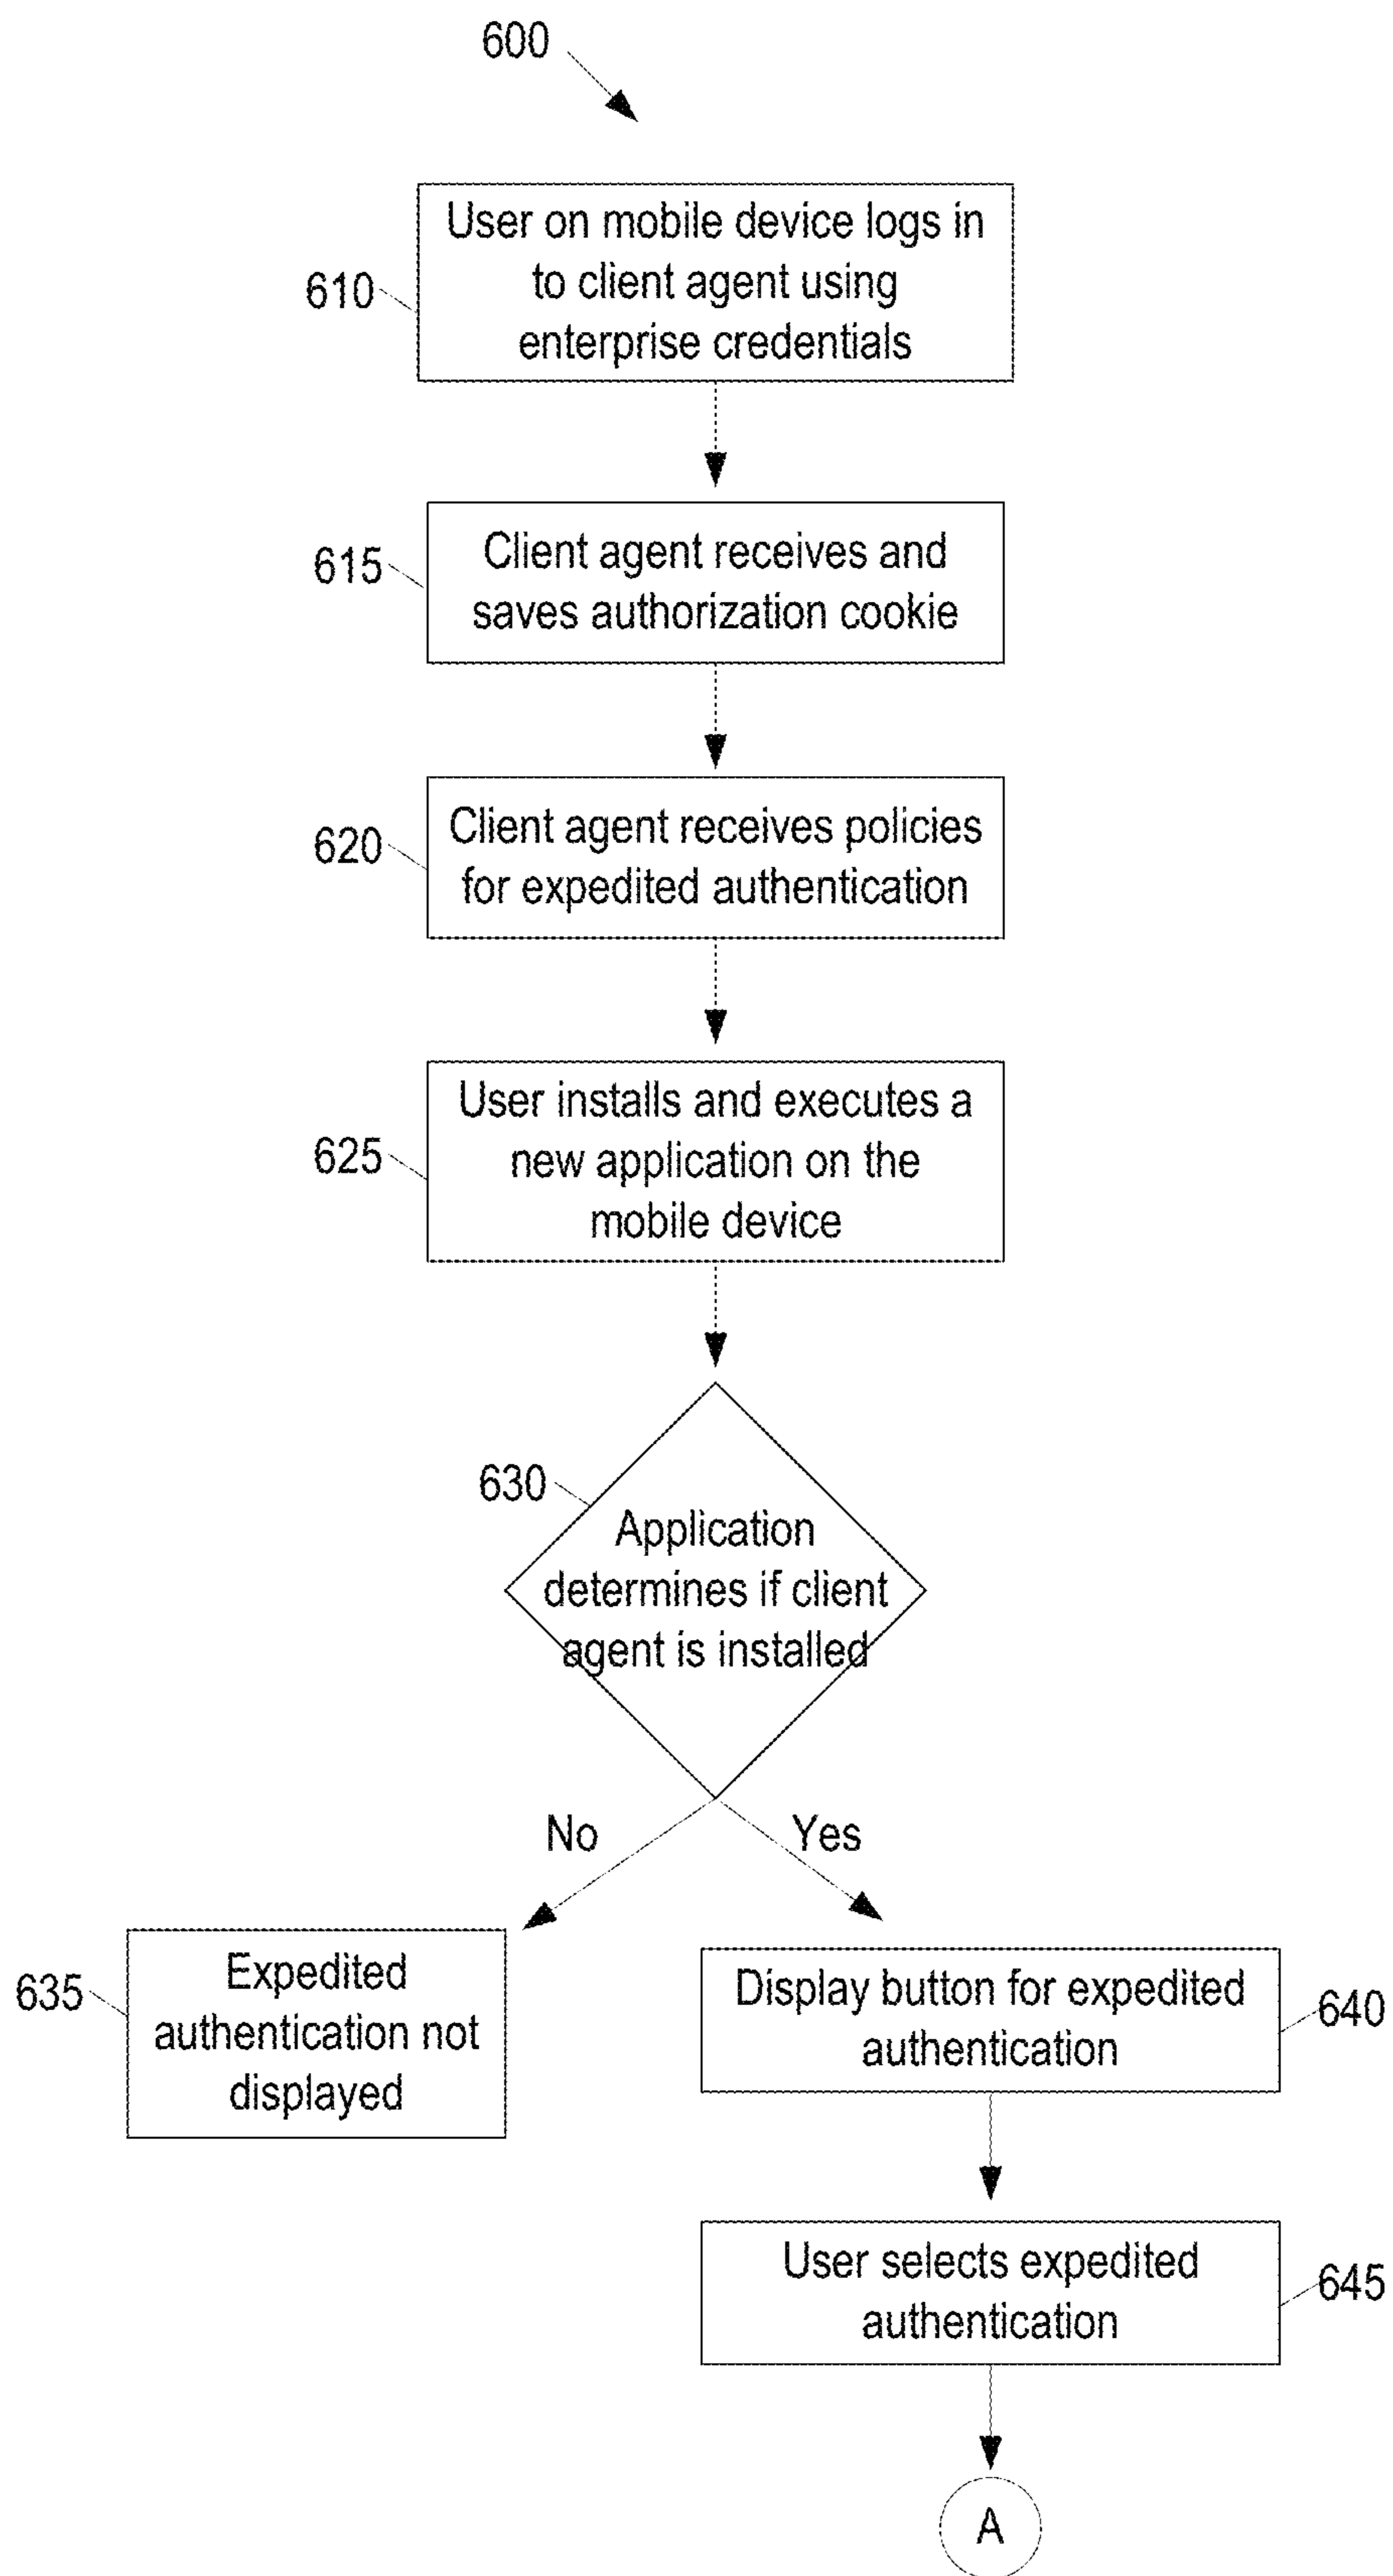 600
610
User on mobile device logs in
to client agent using
enterprise credentials
615
Client agent receives and
saves authorization cookie
620
Client agent receives policies
for expedited authentication
625
User installs and executes a
new application on the
mobile device
630
Application
determines if client
agent is installed
No
Yes
635
Expedited
authentication not
displayed
Display button for expedited
authentication
640
User selects expedited
authentication
645
A